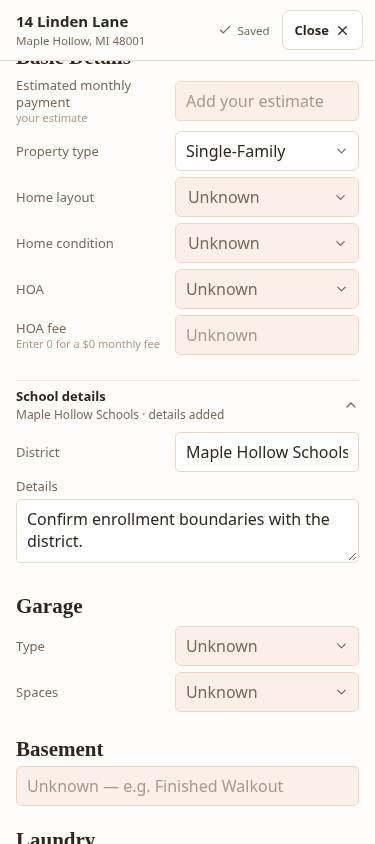 14 Linden Lane
Maple Hollow, MI 48001
Saved
Close
Basic Details
Estimated monthly
payment
your estimate
Add your estimate
Property type
Single-Family
Home layout
Unknown
Home condition
Unknown
HOA
Unknown
HOA fee
Enter 0 for a $0 monthly fee
Unknown
School details
Maple Hollow Schools · details added
District
Maple Hollow Schools
Details
Confirm enrollment boundaries with the
district.
Garage
Type
Unknown
Spaces
Unknown
Basement
Unknown — e.g. Finished Walkout
Laundry